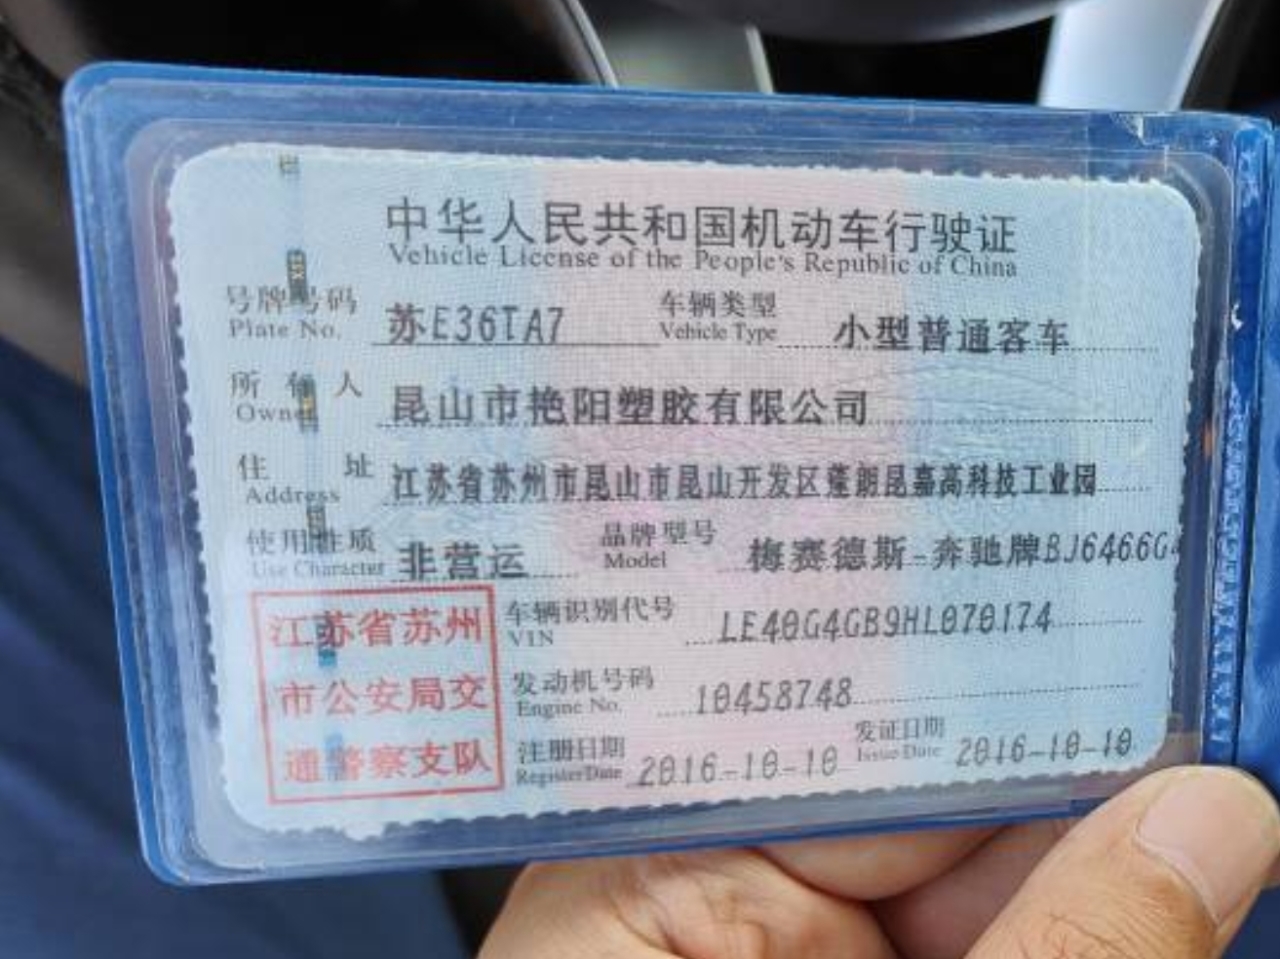 中华人民共和国机动车行驶证
Vehicle License of the People's Republic of China
号牌号码 苏E36TA7 车辆类型 小型普通客车
Plate No. Vehicle Type
所有人 昆山市艳阳塑胶有限公司
Owner
住址 江苏省苏州市昆山市昆山开发区蓬朗昆嘉高科技工业园
Address
使用性质 非营运 品牌型号 梅赛德斯-奔驰牌BJ6466G
Use Character Model
江苏省苏州
市公安局交
通警察支队
车辆识别代号 LE40G4GB9HL070174
VIN
发动机号码 10458748
Engine No.
注册日期 2016-10-10 发证日期 2016-10-10
Register Date Issue Date